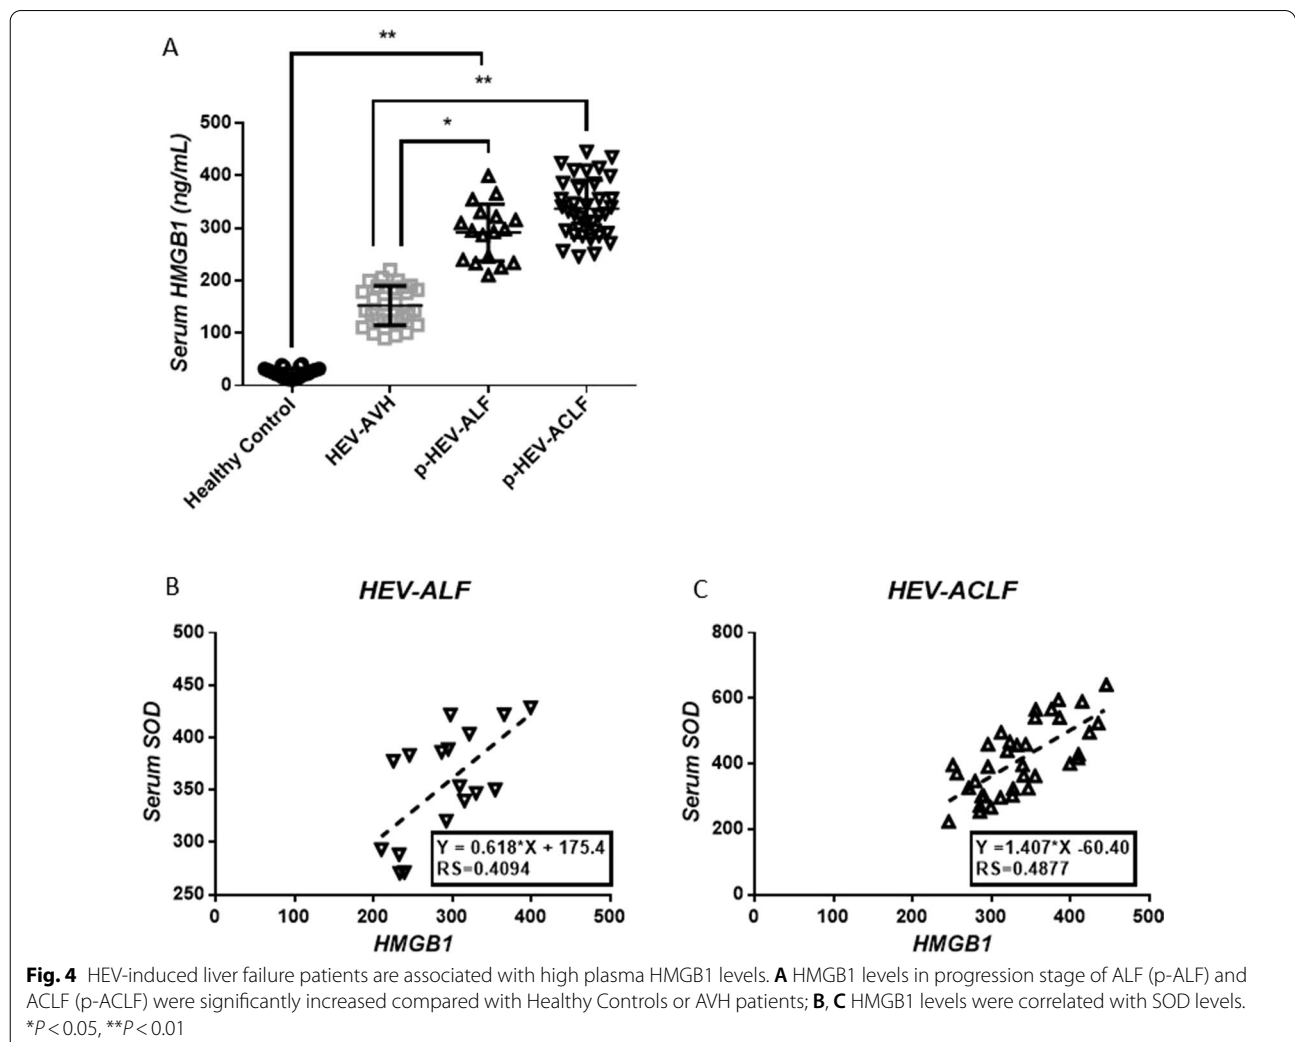 A
**
**
*
Serum HMGB1 (ng/mL)
500
400
300
200
100
0
Healthy Control
HEV-AVH
p-HEV-ALF
p-HEV-ACLF
B
HEV-ALF
Serum SOD
500
450
400
350
300
250
Y = 0.618*X + 175.4
RS=0.4094
0 100 200 300 400 500
HMGB1
C
HEV-ACLF
Serum SOD
800
600
400
200
0
Y =1.407*X -60.40
RS=0.4877
0 100 200 300 400 500
HMGB1
Fig. 4 HEV-induced liver failure patients are associated with high plasma HMGB1 levels. A HMGB1 levels in progression stage of ALF (p-ALF) and
ACLF (p-ACLF) were significantly increased compared with Healthy Controls or AVH patients; B, C HMGB1 levels were correlated with SOD levels.
*P < 0.05, **P < 0.01